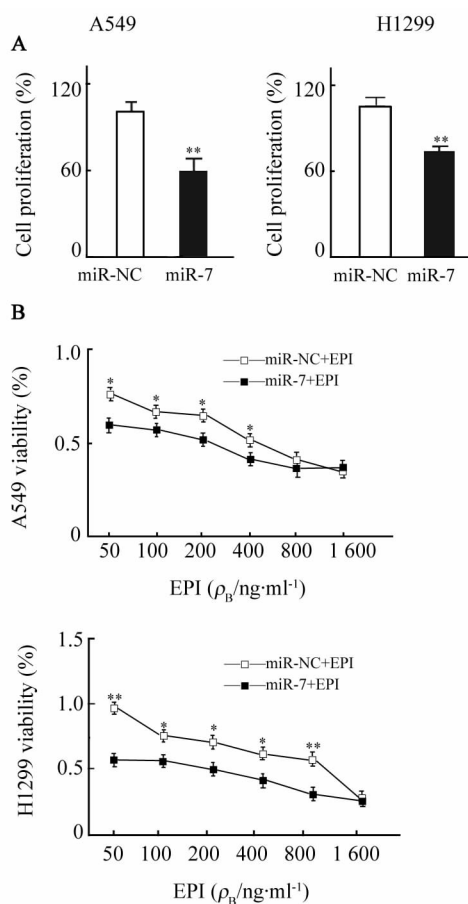 A549
H1299
A
Cell proliferation (%)
120
60
0
**
miR-NC miR-7
Cell proliferation (%)
120
60
0
**
miR-NC miR-7
B
A549 viability (%)
1.0
0.5
0
miR-NC+EPI
miR-7+EPI
* * * *
50 100 200 400 800 1 600
EPI (ρB/ng·ml-1)
H1299 viability (%)
1.5
1.0
0.5
0
miR-NC+EPI
miR-7+EPI
** * * * **
50 100 200 400 800 1 600
EPI (ρB/ng·ml-1)